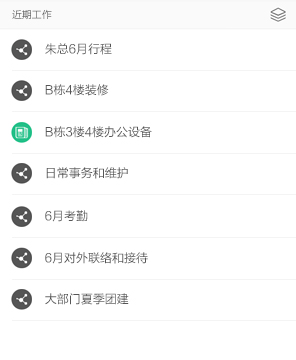 近期工作
朱总6月行程
B栋4楼装修
B栋3楼4楼办公设备
日常事务和维护
6月考勤
6月对外联络和接待
大部门夏季团建